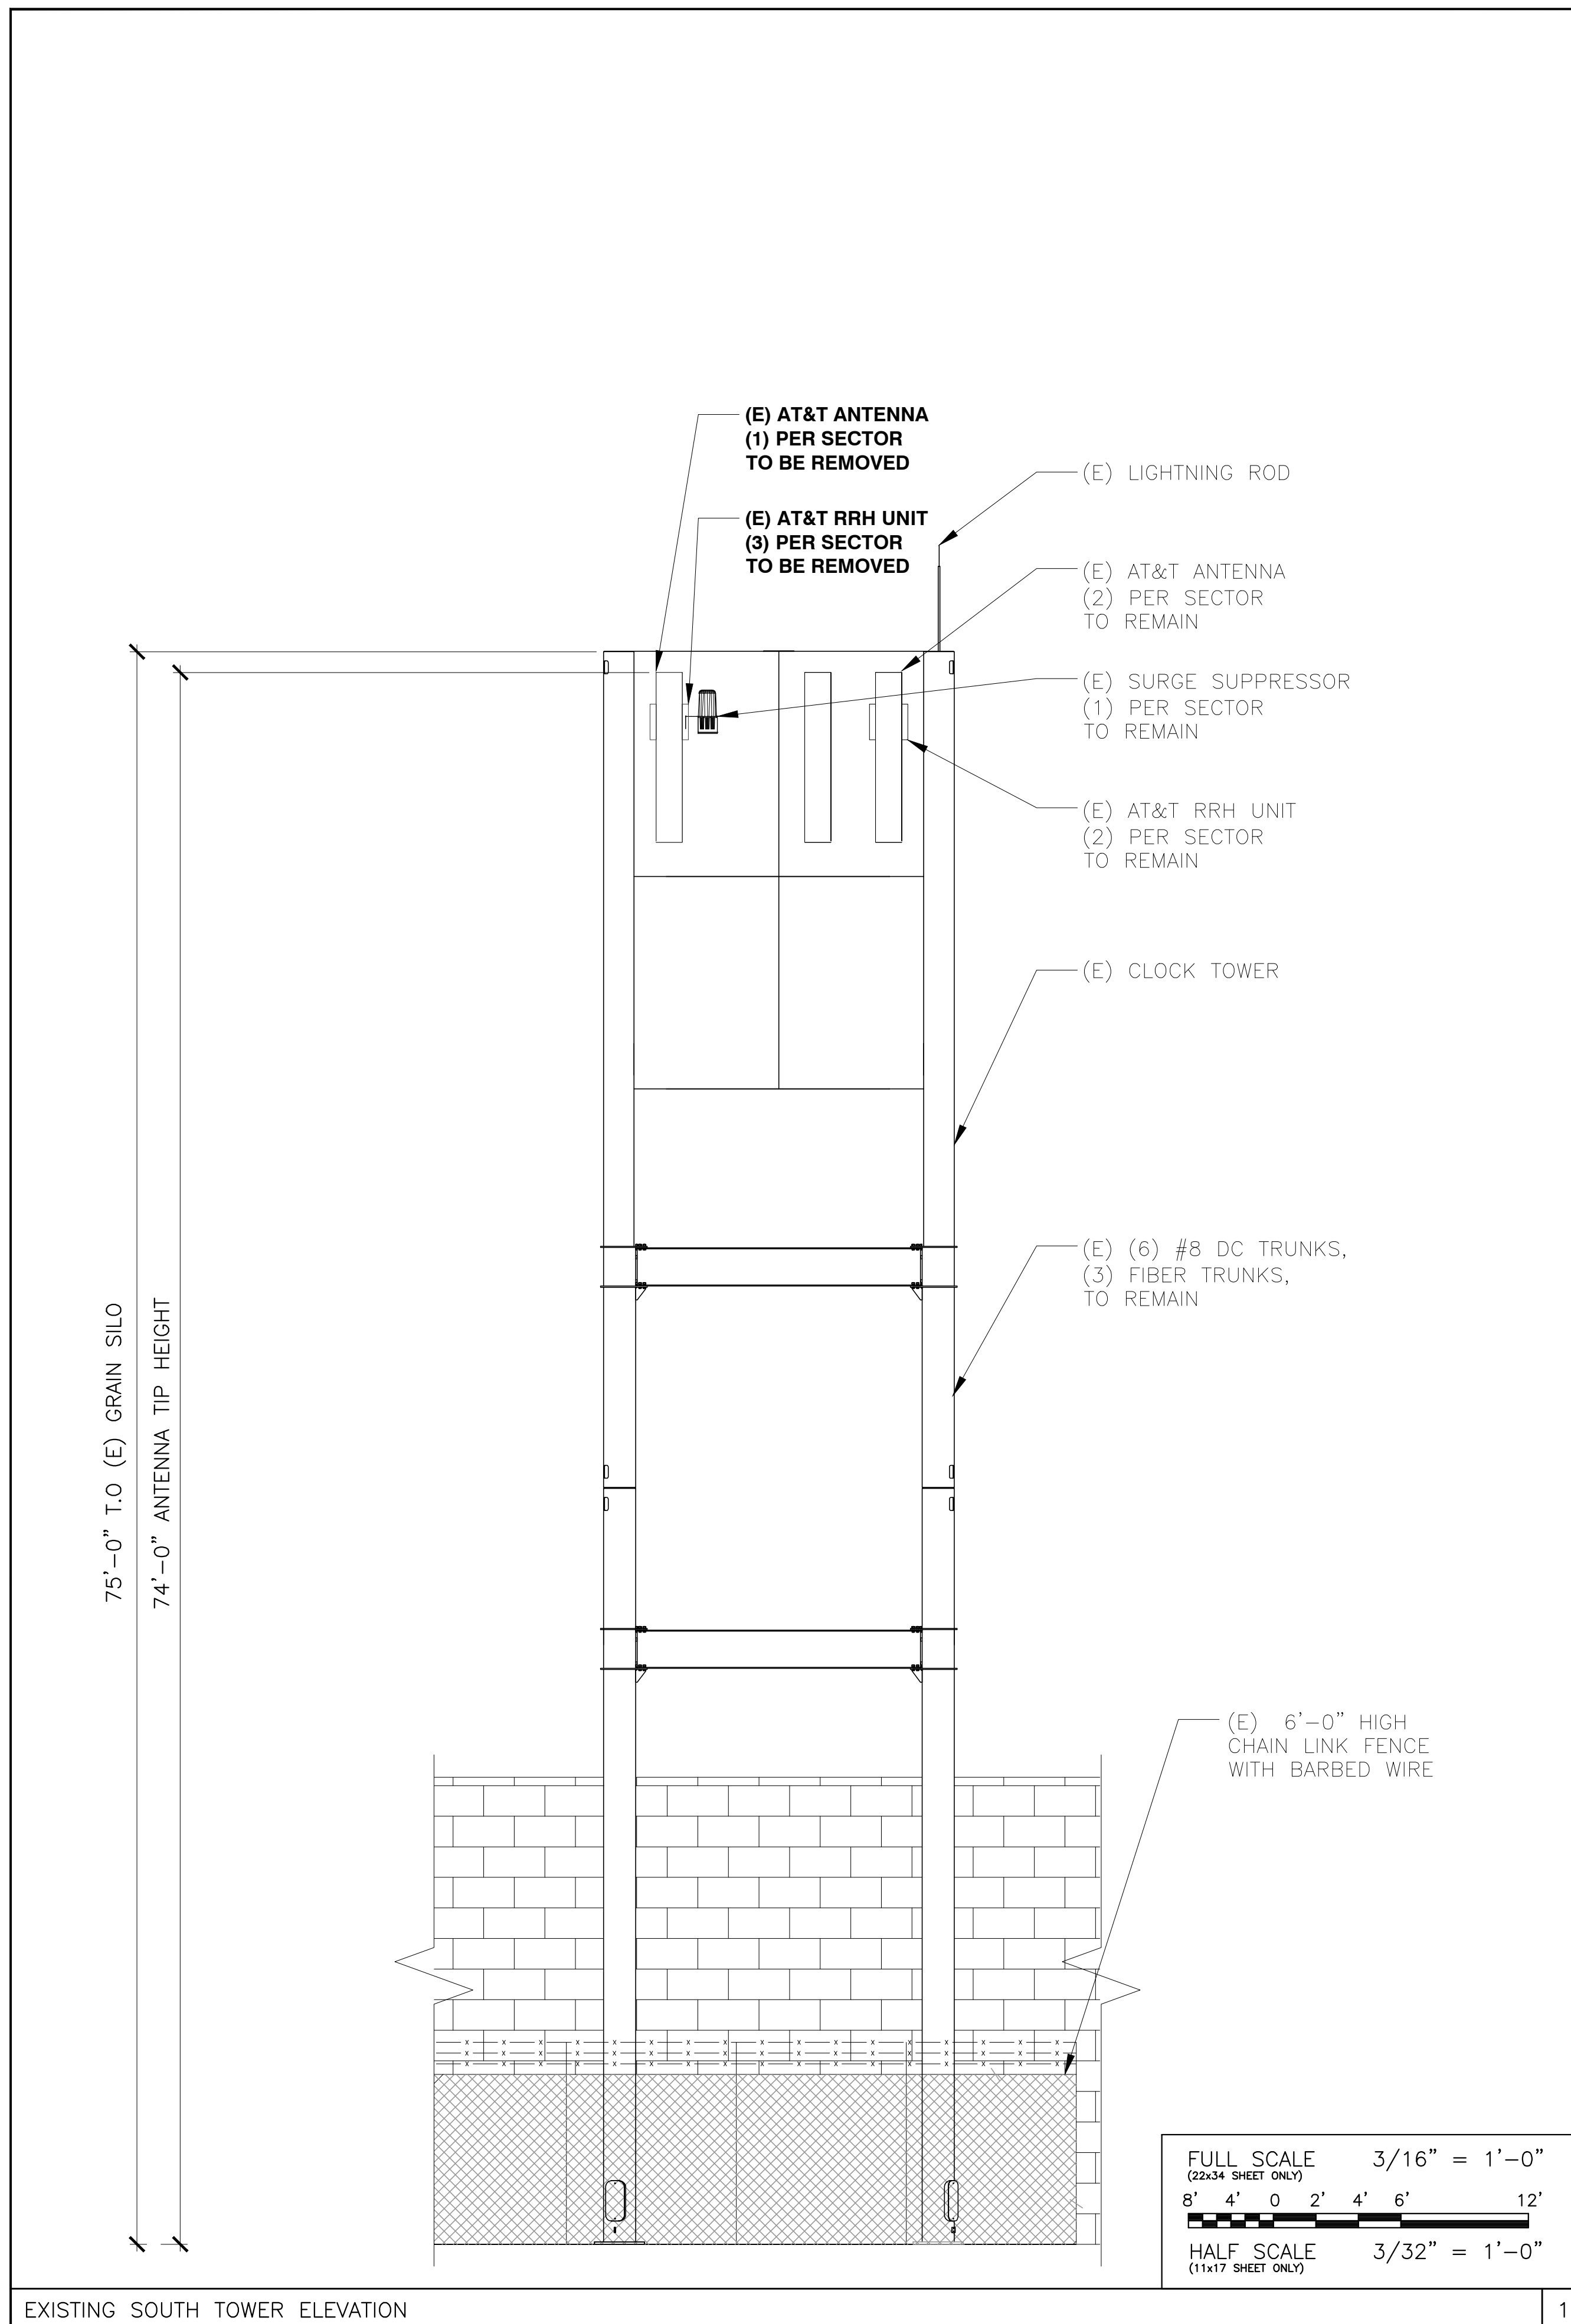 (E) AT&T ANTENNA
(1) PER SECTOR
TO BE REMOVED
(E) AT&T RRH UNIT
(3) PER SECTOR
TO BE REMOVED
(E) LIGHTNING ROD
(E) AT&T ANTENNA
(2) PER SECTOR
TO REMAIN
(E) SURGE SUPPRESSOR
(1) PER SECTOR
TO REMAIN
(E) AT&T RRH UNIT
(2) PER SECTOR
TO REMAIN
(E) CLOCK TOWER
(E) (6) #8 DC TRUNKS,
(3) FIBER TRUNKS,
TO REMAIN
75'-0" T.O (E) GRAIN SILO
74'-0" ANTENNA TIP HEIGHT
(E) 6'-0" HIGH
CHAIN LINK FENCE
WITH BARBED WIRE
FULL SCALE 3/16" = 1'-0"
(22x34 SHEET ONLY)
8' 4' 0 2' 4' 6' 12'
HALF SCALE 3/32" = 1'-0"
(11x17 SHEET ONLY)
EXISTING SOUTH TOWER ELEVATION 1